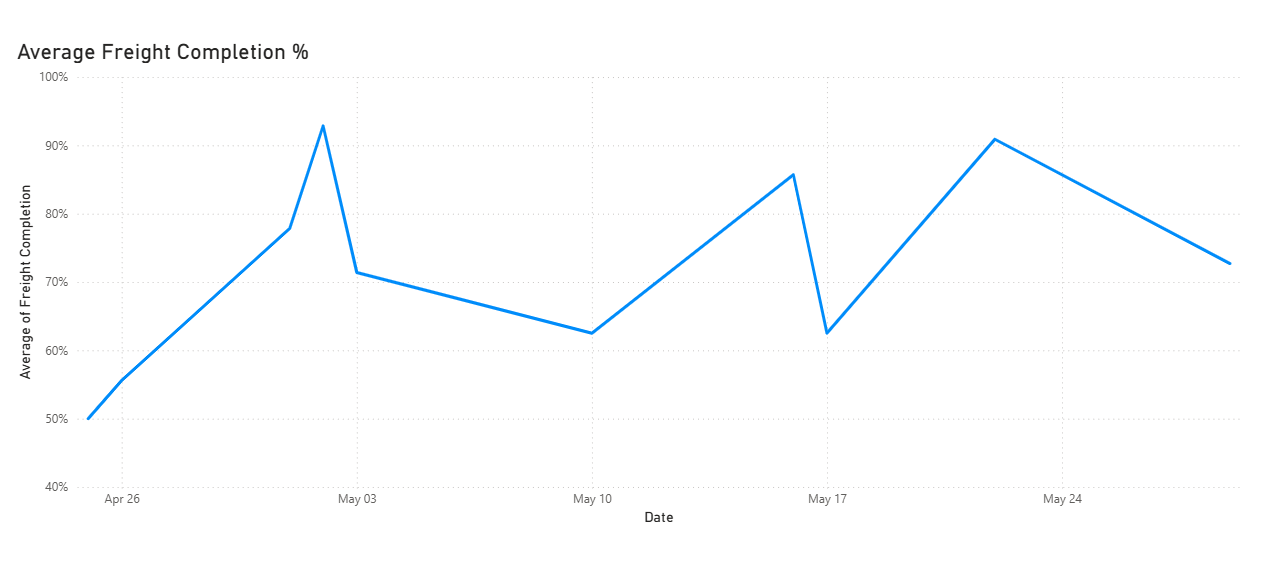 Average Freight Completion %
100%
90%
80%
70%
60%
50%
40%
Average of Freight Completion
Apr 26
May 03
May 10
May 17
May 24
Date